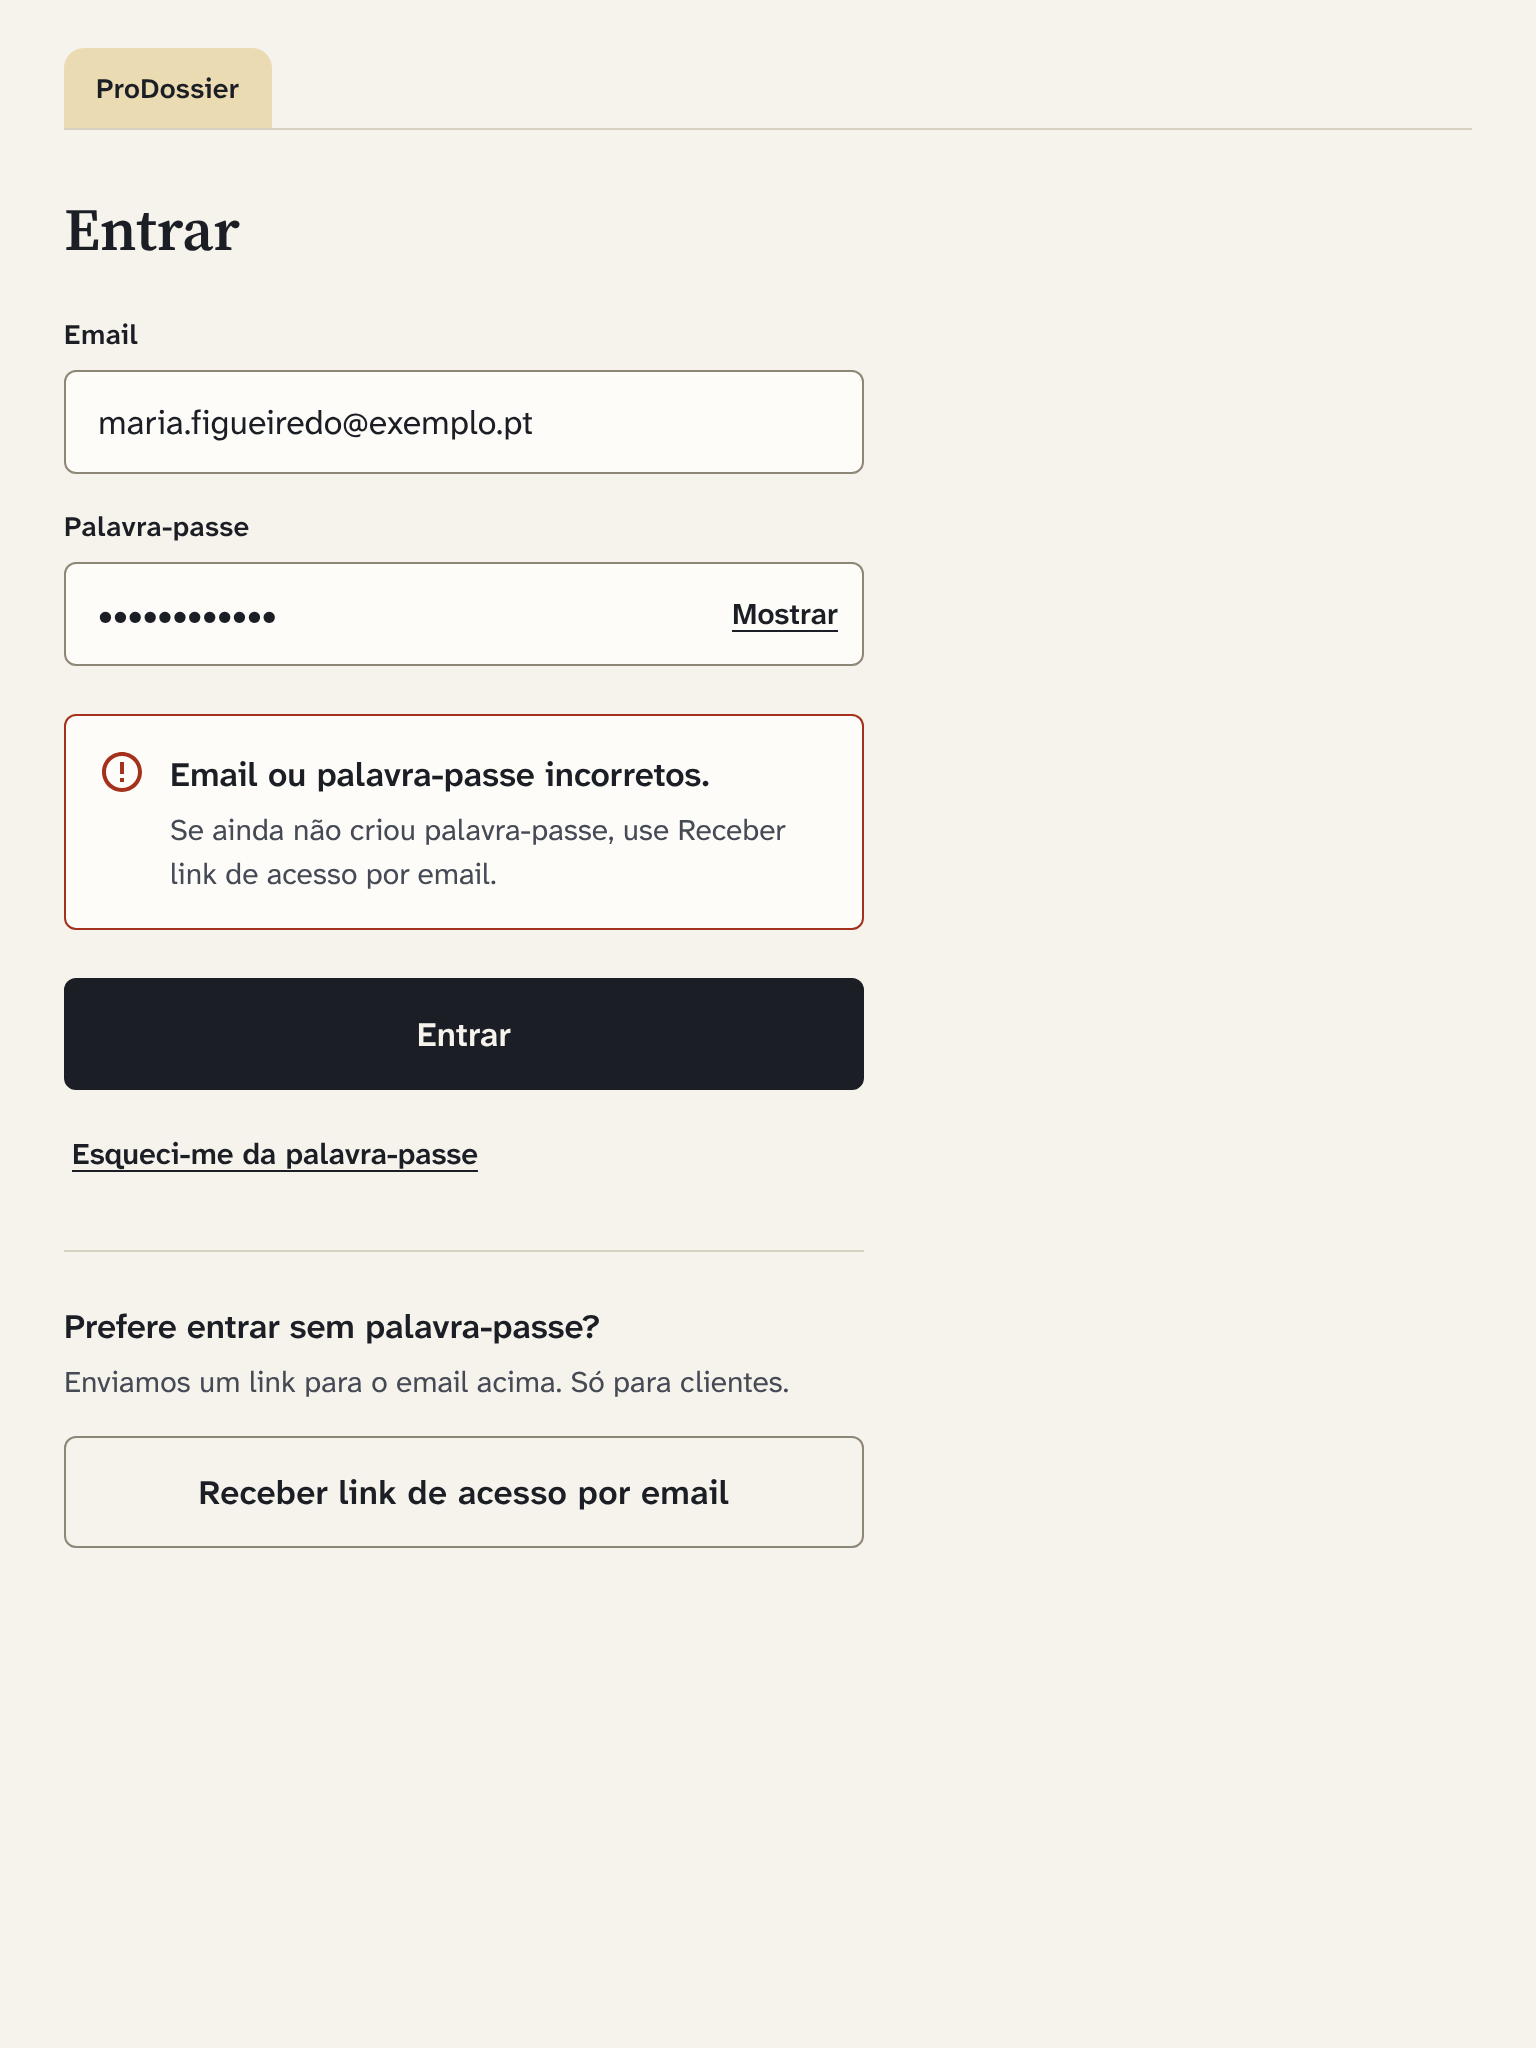 ProDossier
Entrar
Email
maria.figueiredo@exemplo.pt
Palavra-passe
••••••••••••
Mostrar
Email ou palavra-passe incorretos.
Se ainda não criou palavra-passe, use Receber
link de acesso por email.
Entrar
Esqueci-me da palavra-passe
Prefere entrar sem palavra-passe?
Enviamos um link para o email acima. Só para clientes.
Receber link de acesso por email